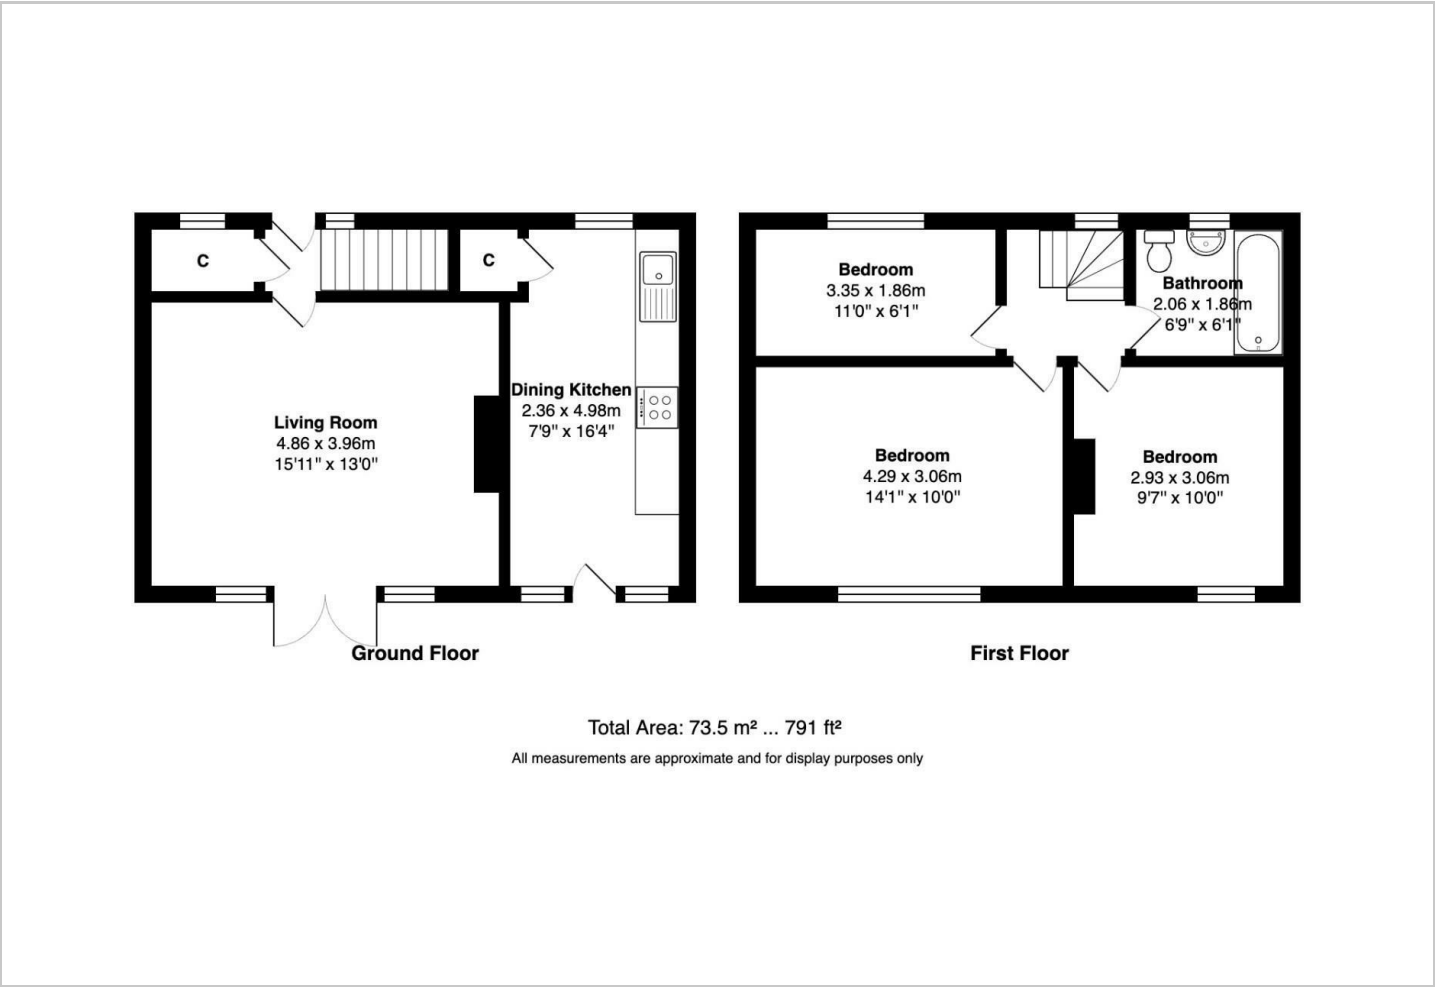 C
C
Living Room
4.86 x 3.96m
15'11" x 13'0"
Dining Kitchen
2.36 x 4.98m
7'9" x 16'4"
Ground Floor
Bedroom
3.35 x 1.86m
11'0" x 6'1"
Bathroom
2.06 x 1.86m
6'9" x 6'1"
Bedroom
4.29 x 3.06m
14'1" x 10'0"
Bedroom
2.93 x 3.06m
9'7" x 10'0"
First Floor
Total Area: 73.5 m² ... 791 ft²
All measurements are approximate and for display purposes only